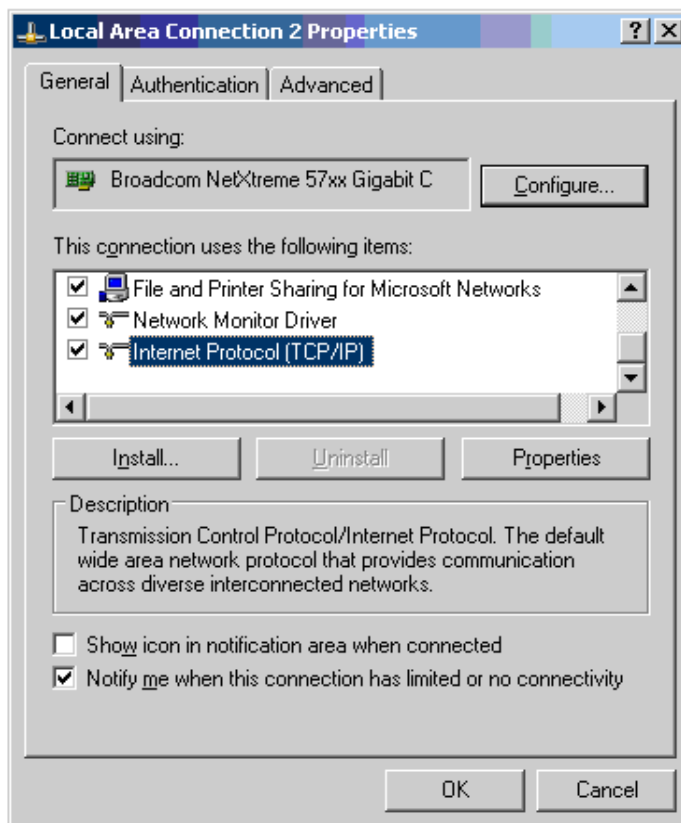 Local Area Connection 2 Properties
General Authentication Advanced
Connect using:
Broadcom NetXtreme 57xx Gigabit C
Configure...
This connection uses the following items:
File and Printer Sharing for Microsoft Networks
Network Monitor Driver
Internet Protocol (TCP/IP)
Install... Uninstall Properties
Description
Transmission Control Protocol/Internet Protocol. The default
wide area network protocol that provides communication
across diverse interconnected networks.
Show icon in notification area when connected
Notify me when this connection has limited or no connectivity
OK Cancel